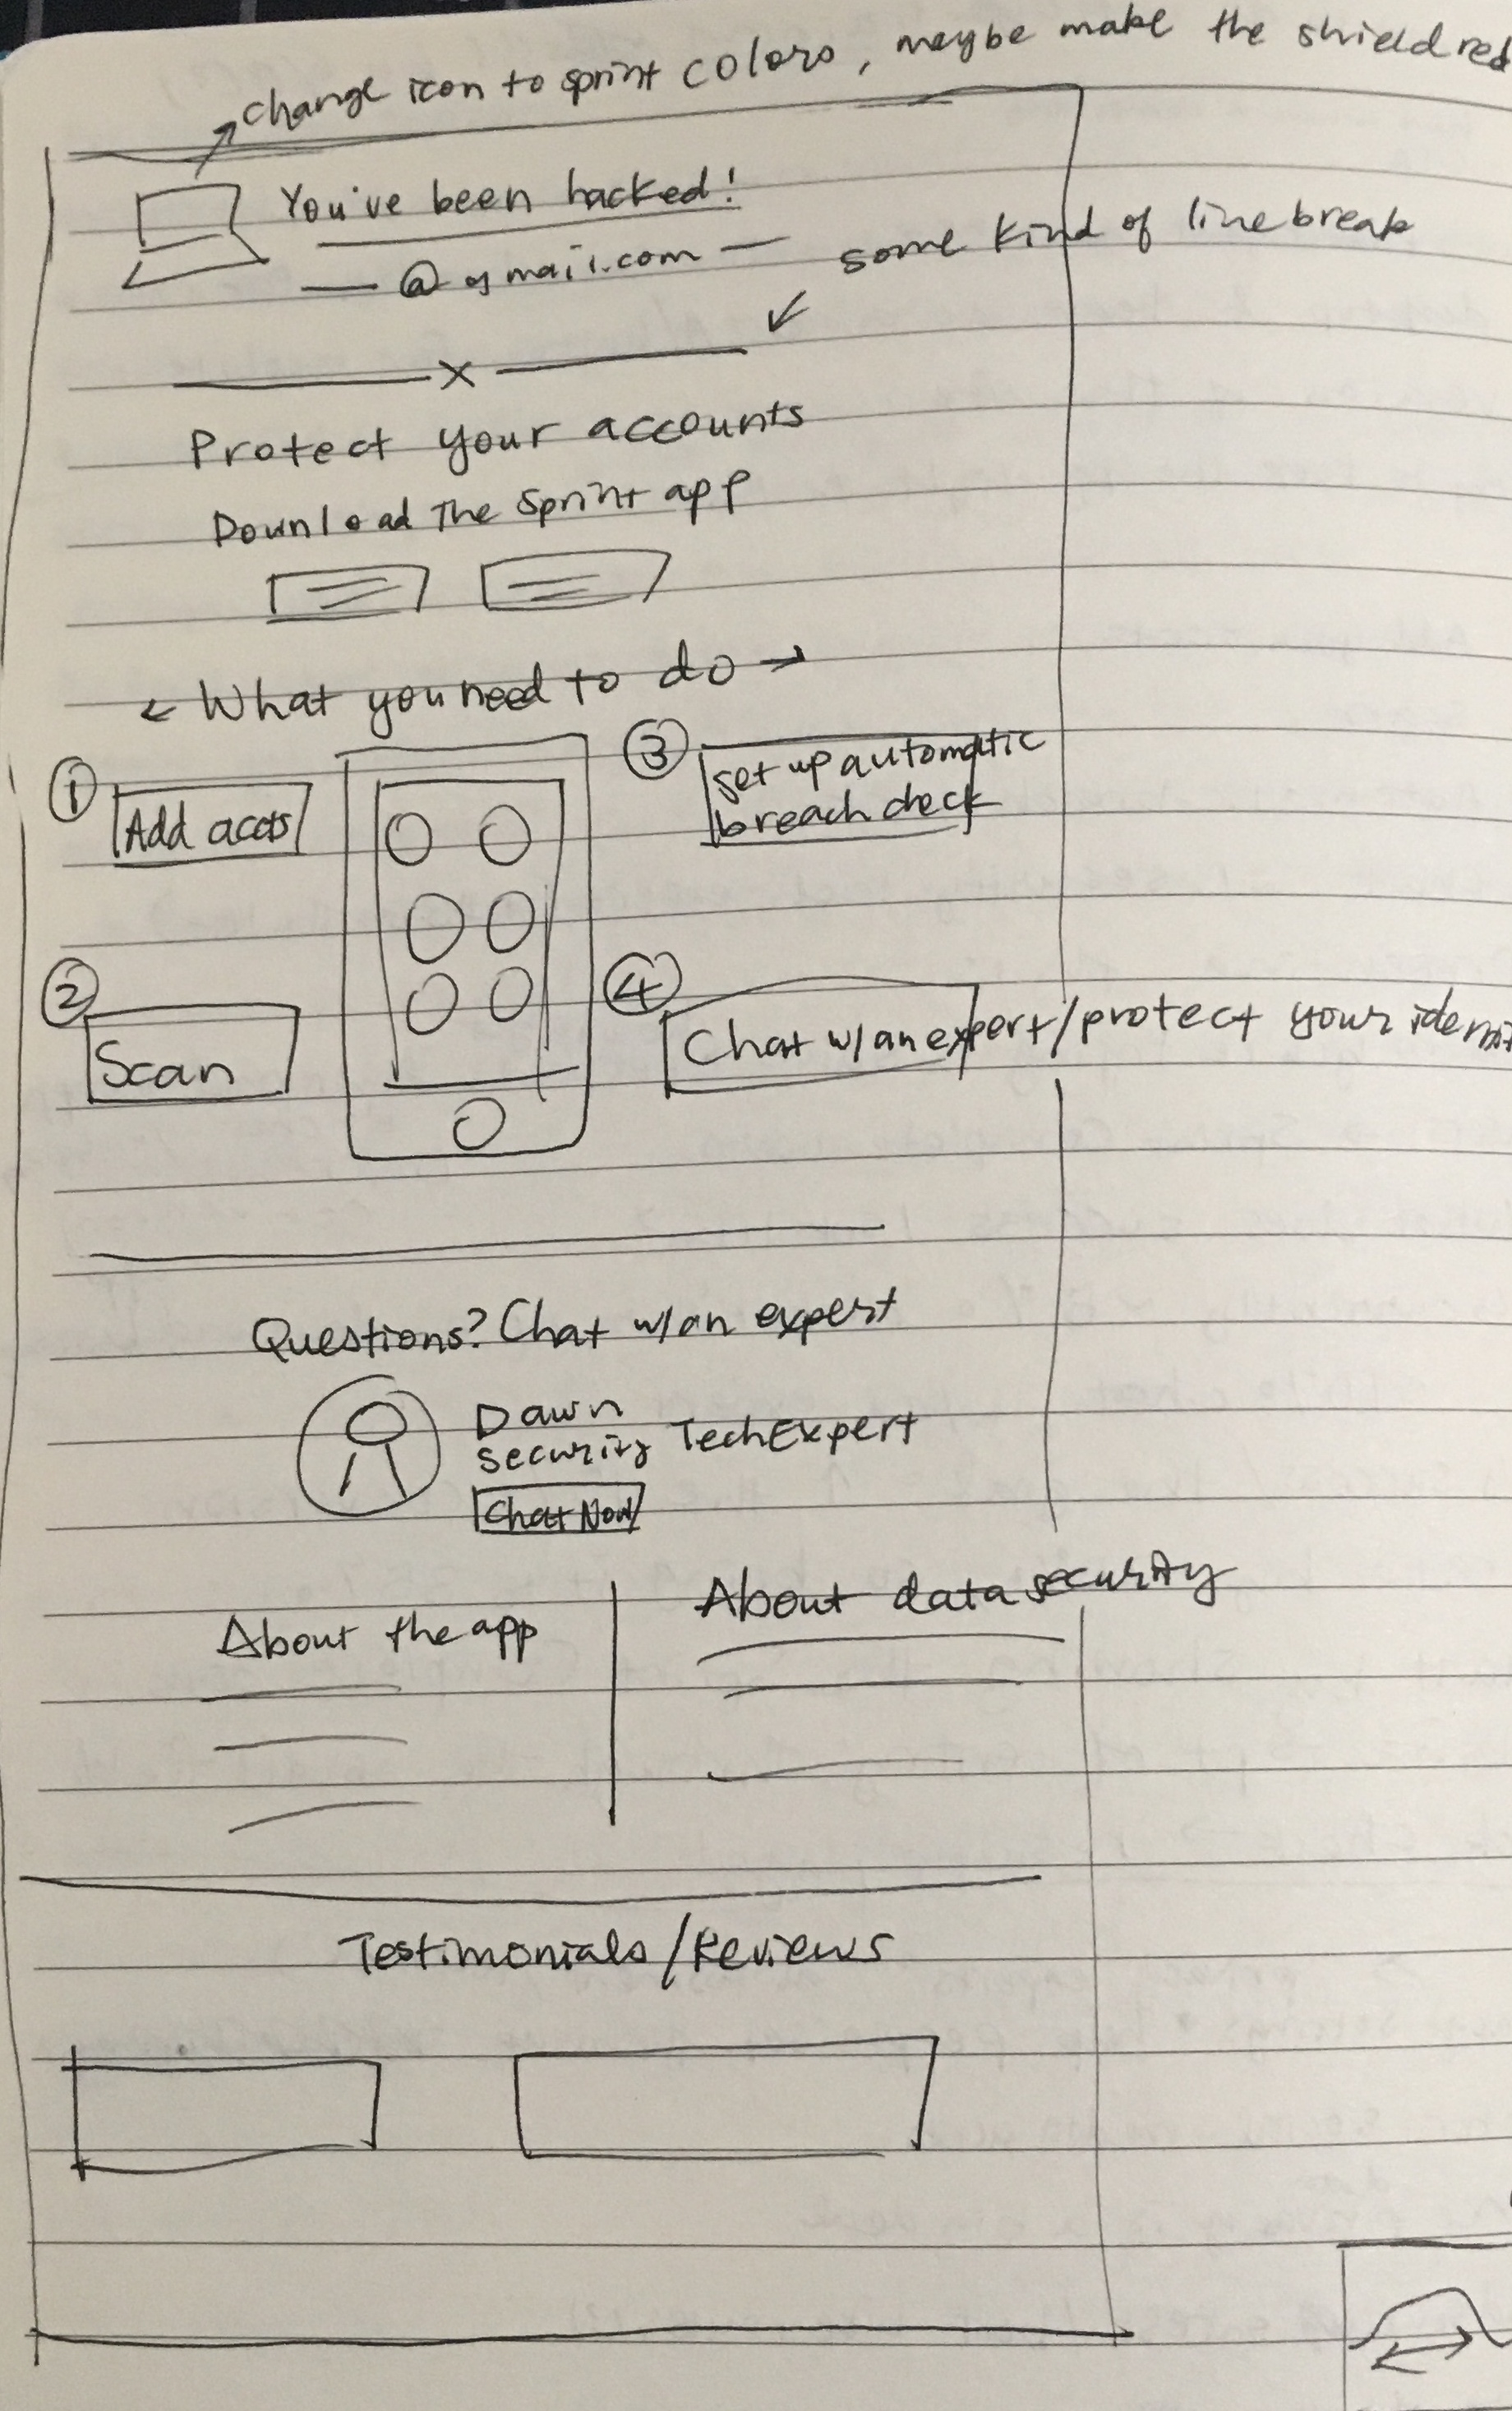 change icon to sprint colors, maybe make the shield red
You've been hacked!
— @gmail.com —
some kind of line break
x
Protect your accounts
Download The Sprint app
What you need to do
1
Add accts
3
set up automatic
breach check
2
Scan
4
Chat w/an expert/protect your identi
Questions? Chat w/an expert
Dawn
Security Tech Expert
Chat Now
About the app
About data security
Testimonials/Reviews